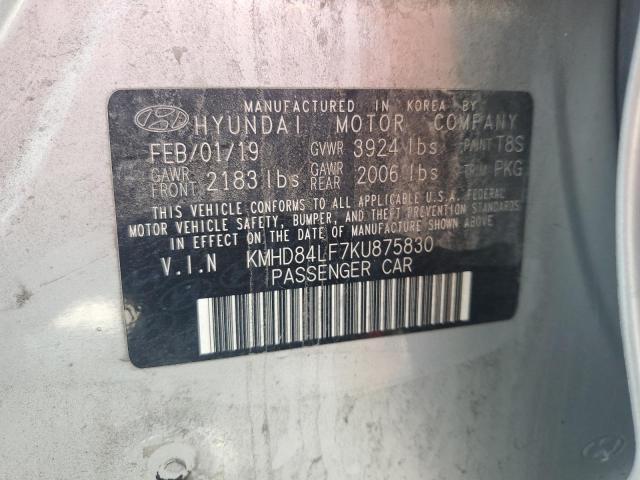 MANUFACTURED IN KOREA BY
HYUNDAI MOTOR COMPANY
FEB/01/19 GVWR 3924 lbs PAINT T8S
GAWR FRONT 2183 lbs GAWR REAR 2006 lbs TRIM PKG
THIS VEHICLE CONFORMS TO ALL APPLICABLE U.S.A. FEDERAL
MOTOR VEHICLE SAFETY, BUMPER, AND THEFT PREVENTION STANDARDS
IN EFFECT ON THE DATE OF MANUFACTURE SHOWN ABOVE.
V.I.N KMHD84LF7KU875830
PASSENGER CAR